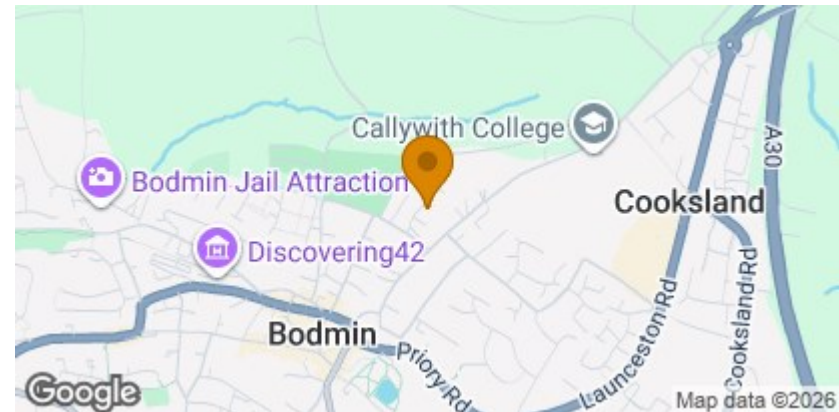 Callywith College
A30
Bodmin Jail Attraction
Cooksland
Discovering42
Bodmin
Priory Rd
Launceston Rd
Cooksland Rd
Google
Map data ©2026